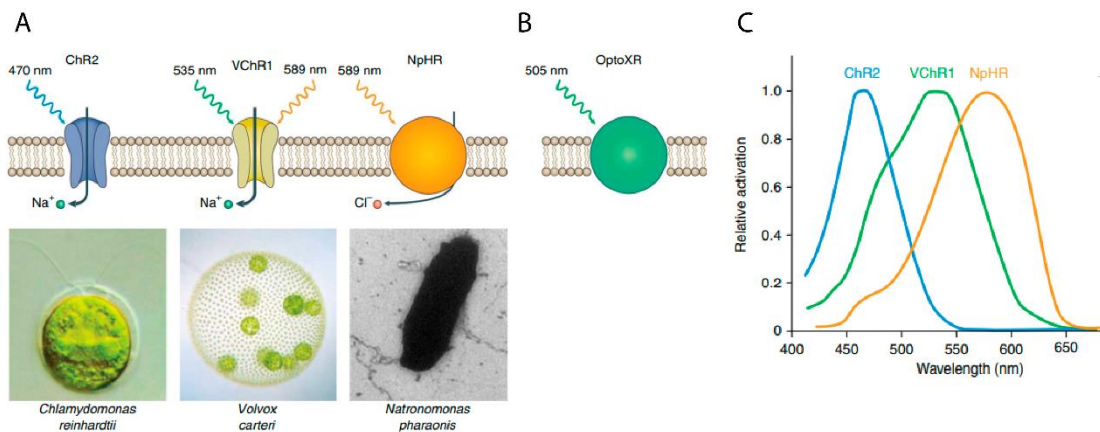 A
B
C
ChR2
VChR1
NpHR
OptoXR
470 nm
535 nm
589 nm
589 nm
505 nm
Na+
Na+
Cl-
Chlamydomonas
reinhardtii
Volvox
carteri
Natronomonas
pharaonis
ChR2 VChR1 NpHR
Relative activation
1.0
0.8
0.6
0.4
0.2
0
400 450 500 550 600 650
Wavelength (nm)